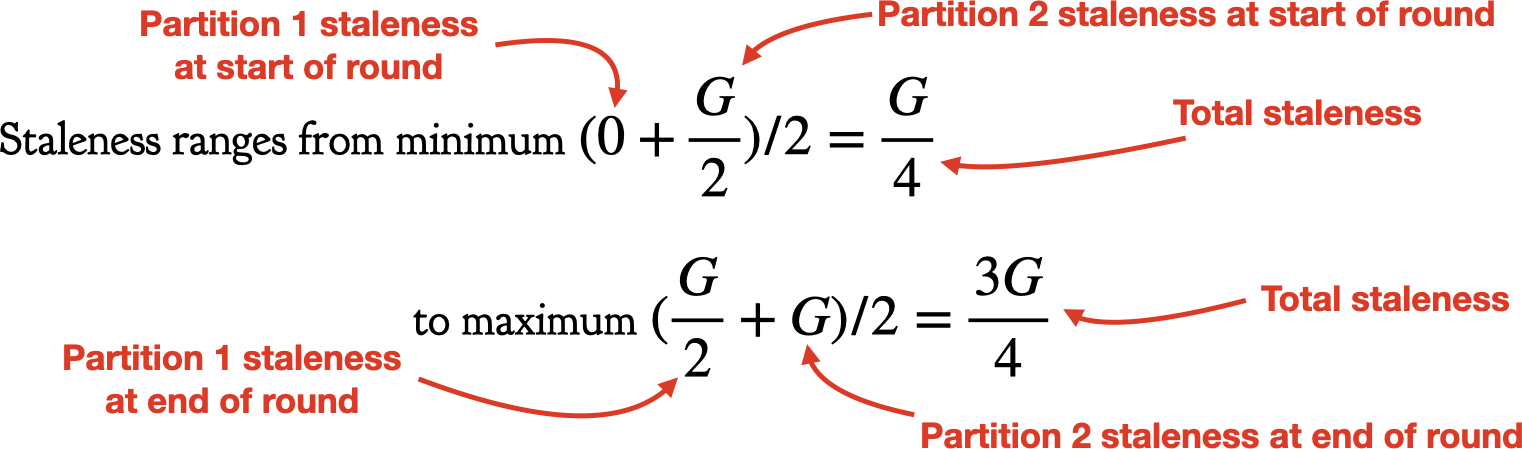 Partition 1 staleness
at start of round
Partition 2 staleness at start of round
Staleness ranges from minimum (0 + G/2)/2 = G/4
Total staleness
to maximum (G/2 + G)/2 = 3G/4
Total staleness
Partition 1 staleness
at end of round
Partition 2 staleness at end of round